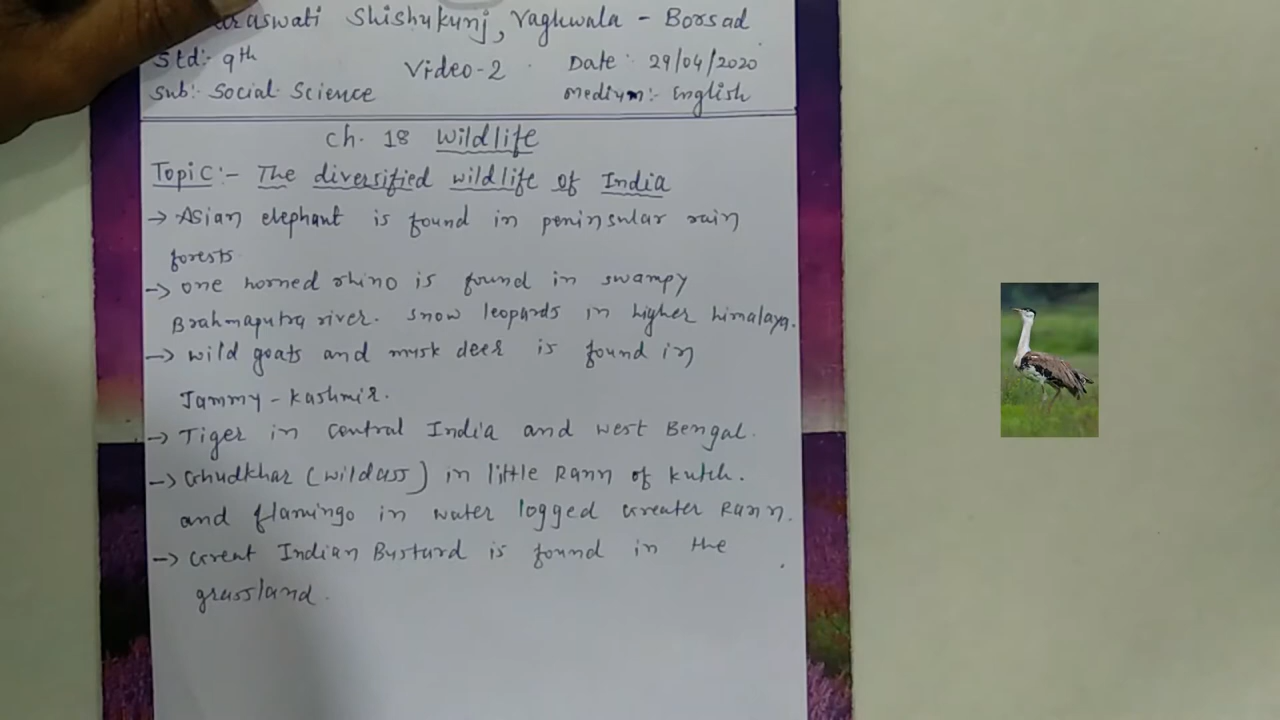 araswati Shishukunj, Vaghwala - Borsad
Std:- 9th
Video-2
Date: 29/04/2020
Sub:- Social Science
Medium:- English
Ch. 18 Wildlife
Topic:- The diversified wildlife of India
→ Asian elephant is found in peninsular rain
forests
→ one horned rhino is found in swampy
Brahmaputra river. snow leopards in higher himalaya.
→ wild goats and musk deer is found in
Jammu - Kashmir.
→ Tiger in central India and west Bengal.
→ Ghudkhar (wildass) in little Rann of Kutch.
and flamingo in water logged Greater Rann.
→ Great Indian Bustard is found in the
grassland.